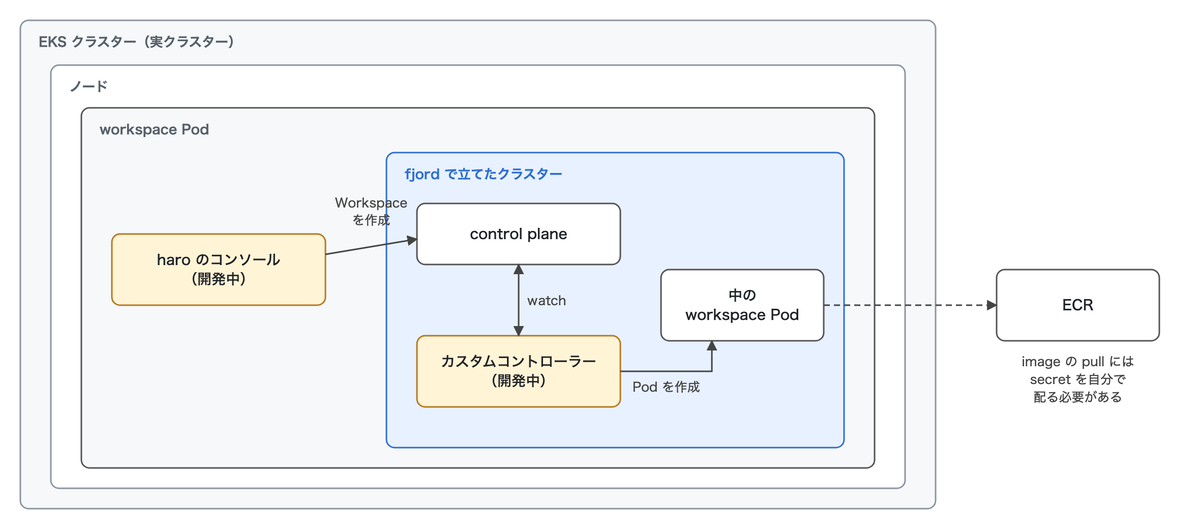 EKS クラスター（実クラスター）
ノード
workspace Pod
fjord で立てたクラスター
Workspace
を作成
control plane
haro のコンソール
（開発中）
watch
中の
workspace Pod
ECR
カスタムコントローラー
（開発中）
Pod を作成
image の pull には
secret を自分で
配る必要がある